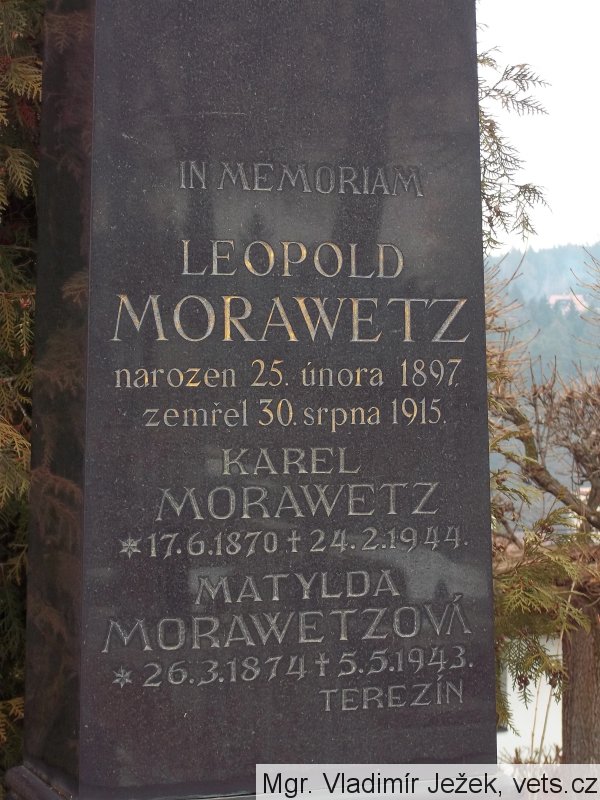 IN MEMORIAM
LEOPOLD
MORAWETZ
narozen 25. února 1897.
zemřel 30. srpna 1915.
KAREL
MORAWETZ
* 17.6.1870 † 24.2.1944.
MATYLDA
MORAWETZOVÁ
* 26.3.1874 † 5.5.1943.
TEREZÍN
Mgr. Vladimír Ježek, vets.cz